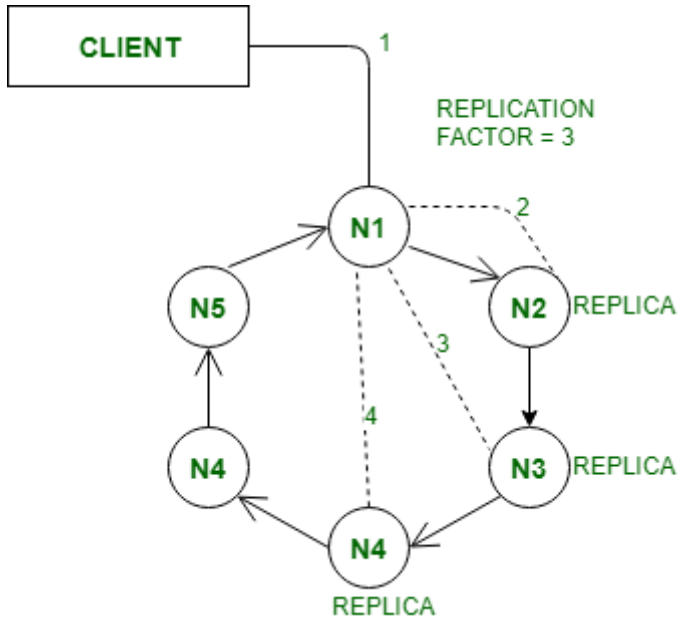 CLIENT
1
REPLICATION
FACTOR = 3
2
N1
N5
N2
REPLICA
3
4
N4
N3
REPLICA
N4
REPLICA